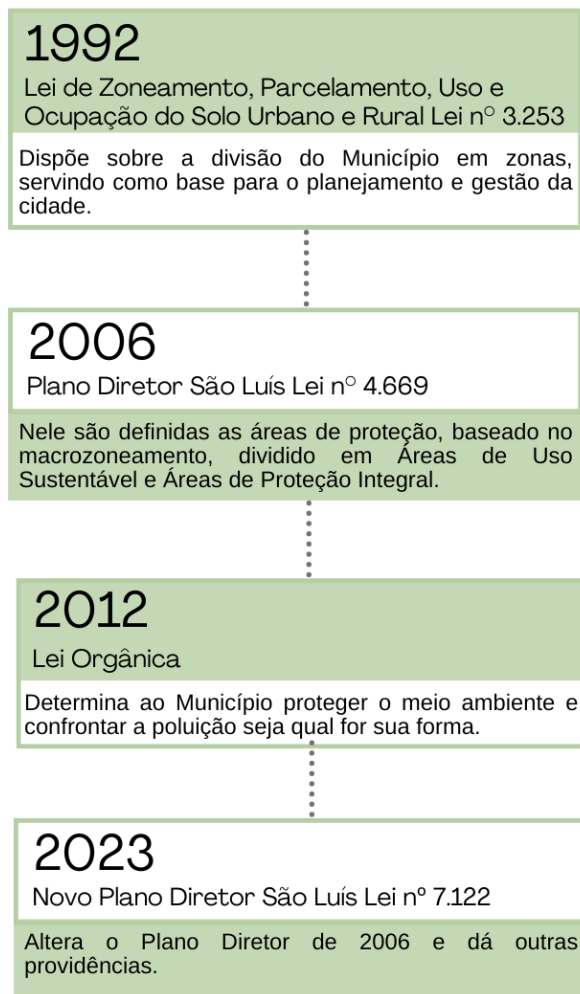 1992
Lei de Zoneamento, Parcelamento, Uso e
Ocupação do Solo Urbano e Rural Lei nº 3.253
Dispõe sobre a divisão do Município em zonas,
servindo como base para o planejamento e gestão da
cidade.
2006
Plano Diretor São Luís Lei nº 4.669
Nele são definidas as áreas de proteção, baseado no
macrozoneamento, dividido em Áreas de Uso
Sustentável e Áreas de Proteção Integral.
2012
Lei Orgânica
Determina ao Município proteger o meio ambiente e
confrontar a poluição seja qual for sua forma.
2023
Novo Plano Diretor São Luís Lei nº 7.122
Altera o Plano Diretor de 2006 e dá outras
providências.